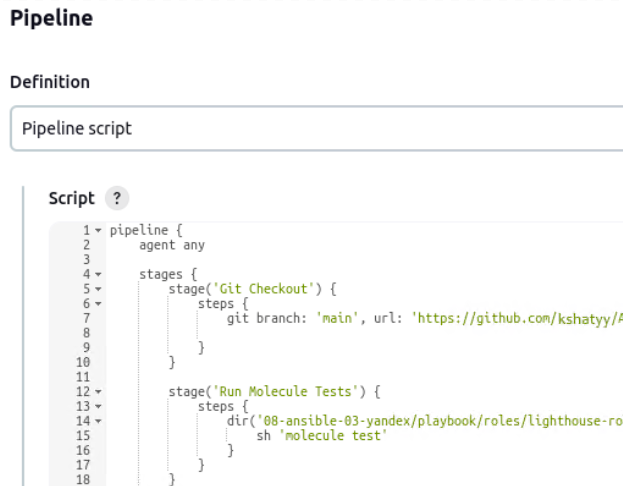 Pipeline
Definition
Pipeline script
Script ?
1 pipeline {
2     agent any
3
4     stages {
5         stage('Git Checkout') {
6             steps {
7                 git branch: 'main', url: 'https://github.com/kshatyy/A
8
9             }
10         }
11
12         stage('Run Molecule Tests') {
13             steps {
14                 dir('08-ansible-03-yandex/playbook/roles/lighthouse-ro
15                     sh 'molecule test'
16                 }
17             }
18         }